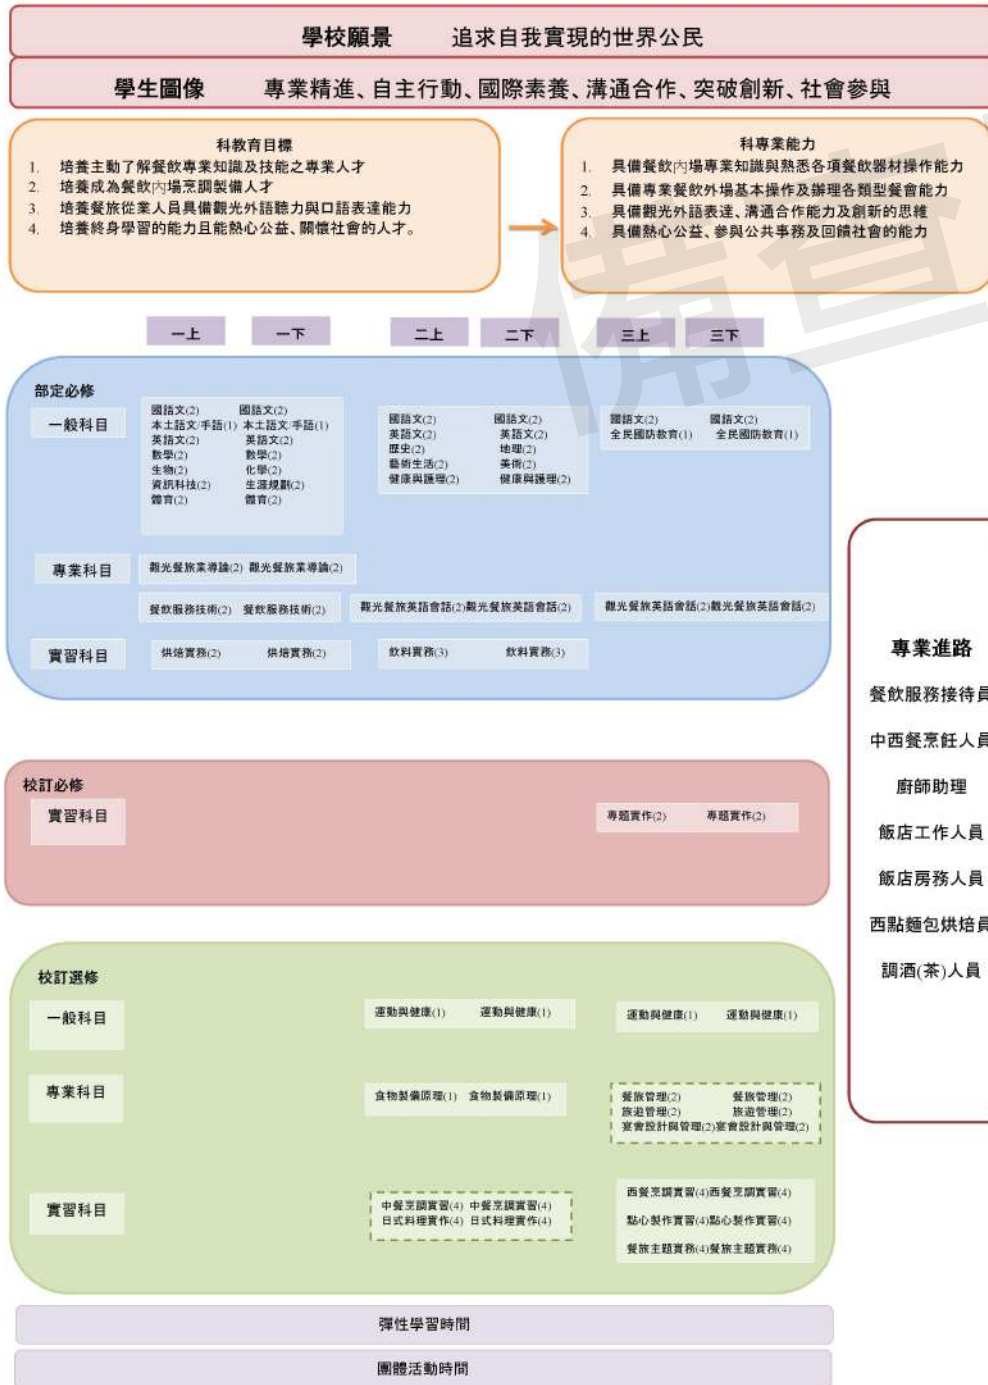 學校願景 追求自我實現的世界公民
學生圖像 專業精進、自主行動、國際素養、溝通合作、突破創新、社會參與
科教育目標
1. 培養主動了解餐飲專業知識及技能之專業人才
2. 培養成為餐飲內場烹調製備人才
3. 培養餐旅從業人員具備觀光外語聽力與口語表達能力
4. 培養終身學習的能力且能熱心公益、關懷社會的人才。
科專業能力
1. 具備餐飲內場專業知識與熟悉各項餐飲器材操作能力
2. 具備專業餐飲外場基本操作及辦理各類型餐會能力
3. 具備觀光外語表達、溝通合作能力及創新的思維
4. 具備熱心公益、參與公共事務及回饋社會的能力
備查
一上 一下 二上 二下 三上 三下
部定必修
一般科目
國語文(2) 國語文(2)
本土語文/手語(1) 本土語文/手語(1)
英語文(2) 英語文(2)
數學(2) 數學(2)
生物(2) 化學(2)
資訊科技(2) 生涯規劃(2)
體育(2) 體育(2)
國語文(2) 國語文(2)
英語文(2) 英語文(2)
歷史(2) 地理(2)
藝術生活(2) 美術(2)
健康與護理(2) 健康與護理(2)
國語文(2) 國語文(2)
全民國防教育(1) 全民國防教育(1)
專業科目
觀光餐旅業導論(2) 觀光餐旅業導論(2)
餐飲服務技術(2) 餐飲服務技術(2)
觀光餐旅英語會話(2)觀光餐旅英語會話(2)
觀光餐旅英語會話(2)觀光餐旅英語會話(2)
實習科目
烘焙實務(2) 烘焙實務(2)
飲料實務(3) 飲料實務(3)
校訂必修
實習科目
專題實作(2) 專題實作(2)
校訂選修
一般科目
運動與健康(1) 運動與健康(1)
運動與健康(1) 運動與健康(1)
專業科目
食物製備原理(1) 食物製備原理(1)
餐旅管理(2) 餐旅管理(2)
旅遊管理(2) 旅遊管理(2)
宴會設計與管理(2)宴會設計與管理(2)
實習科目
中餐烹調實習(4) 中餐烹調實習(4)
日式料理實作(4) 日式料理實作(4)
西餐烹調實習(4)西餐烹調實習(4)
點心製作實習(4)點心製作實習(4)
餐旅主題實務(4)餐旅主題實務(4)
彈性學習時間
團體活動時間
專業進路
餐飲服務接待員
中西餐烹飪人員
廚師助理
飯店工作人員
飯店房務人員
西點麵包烘焙員
調酒(茶)人員